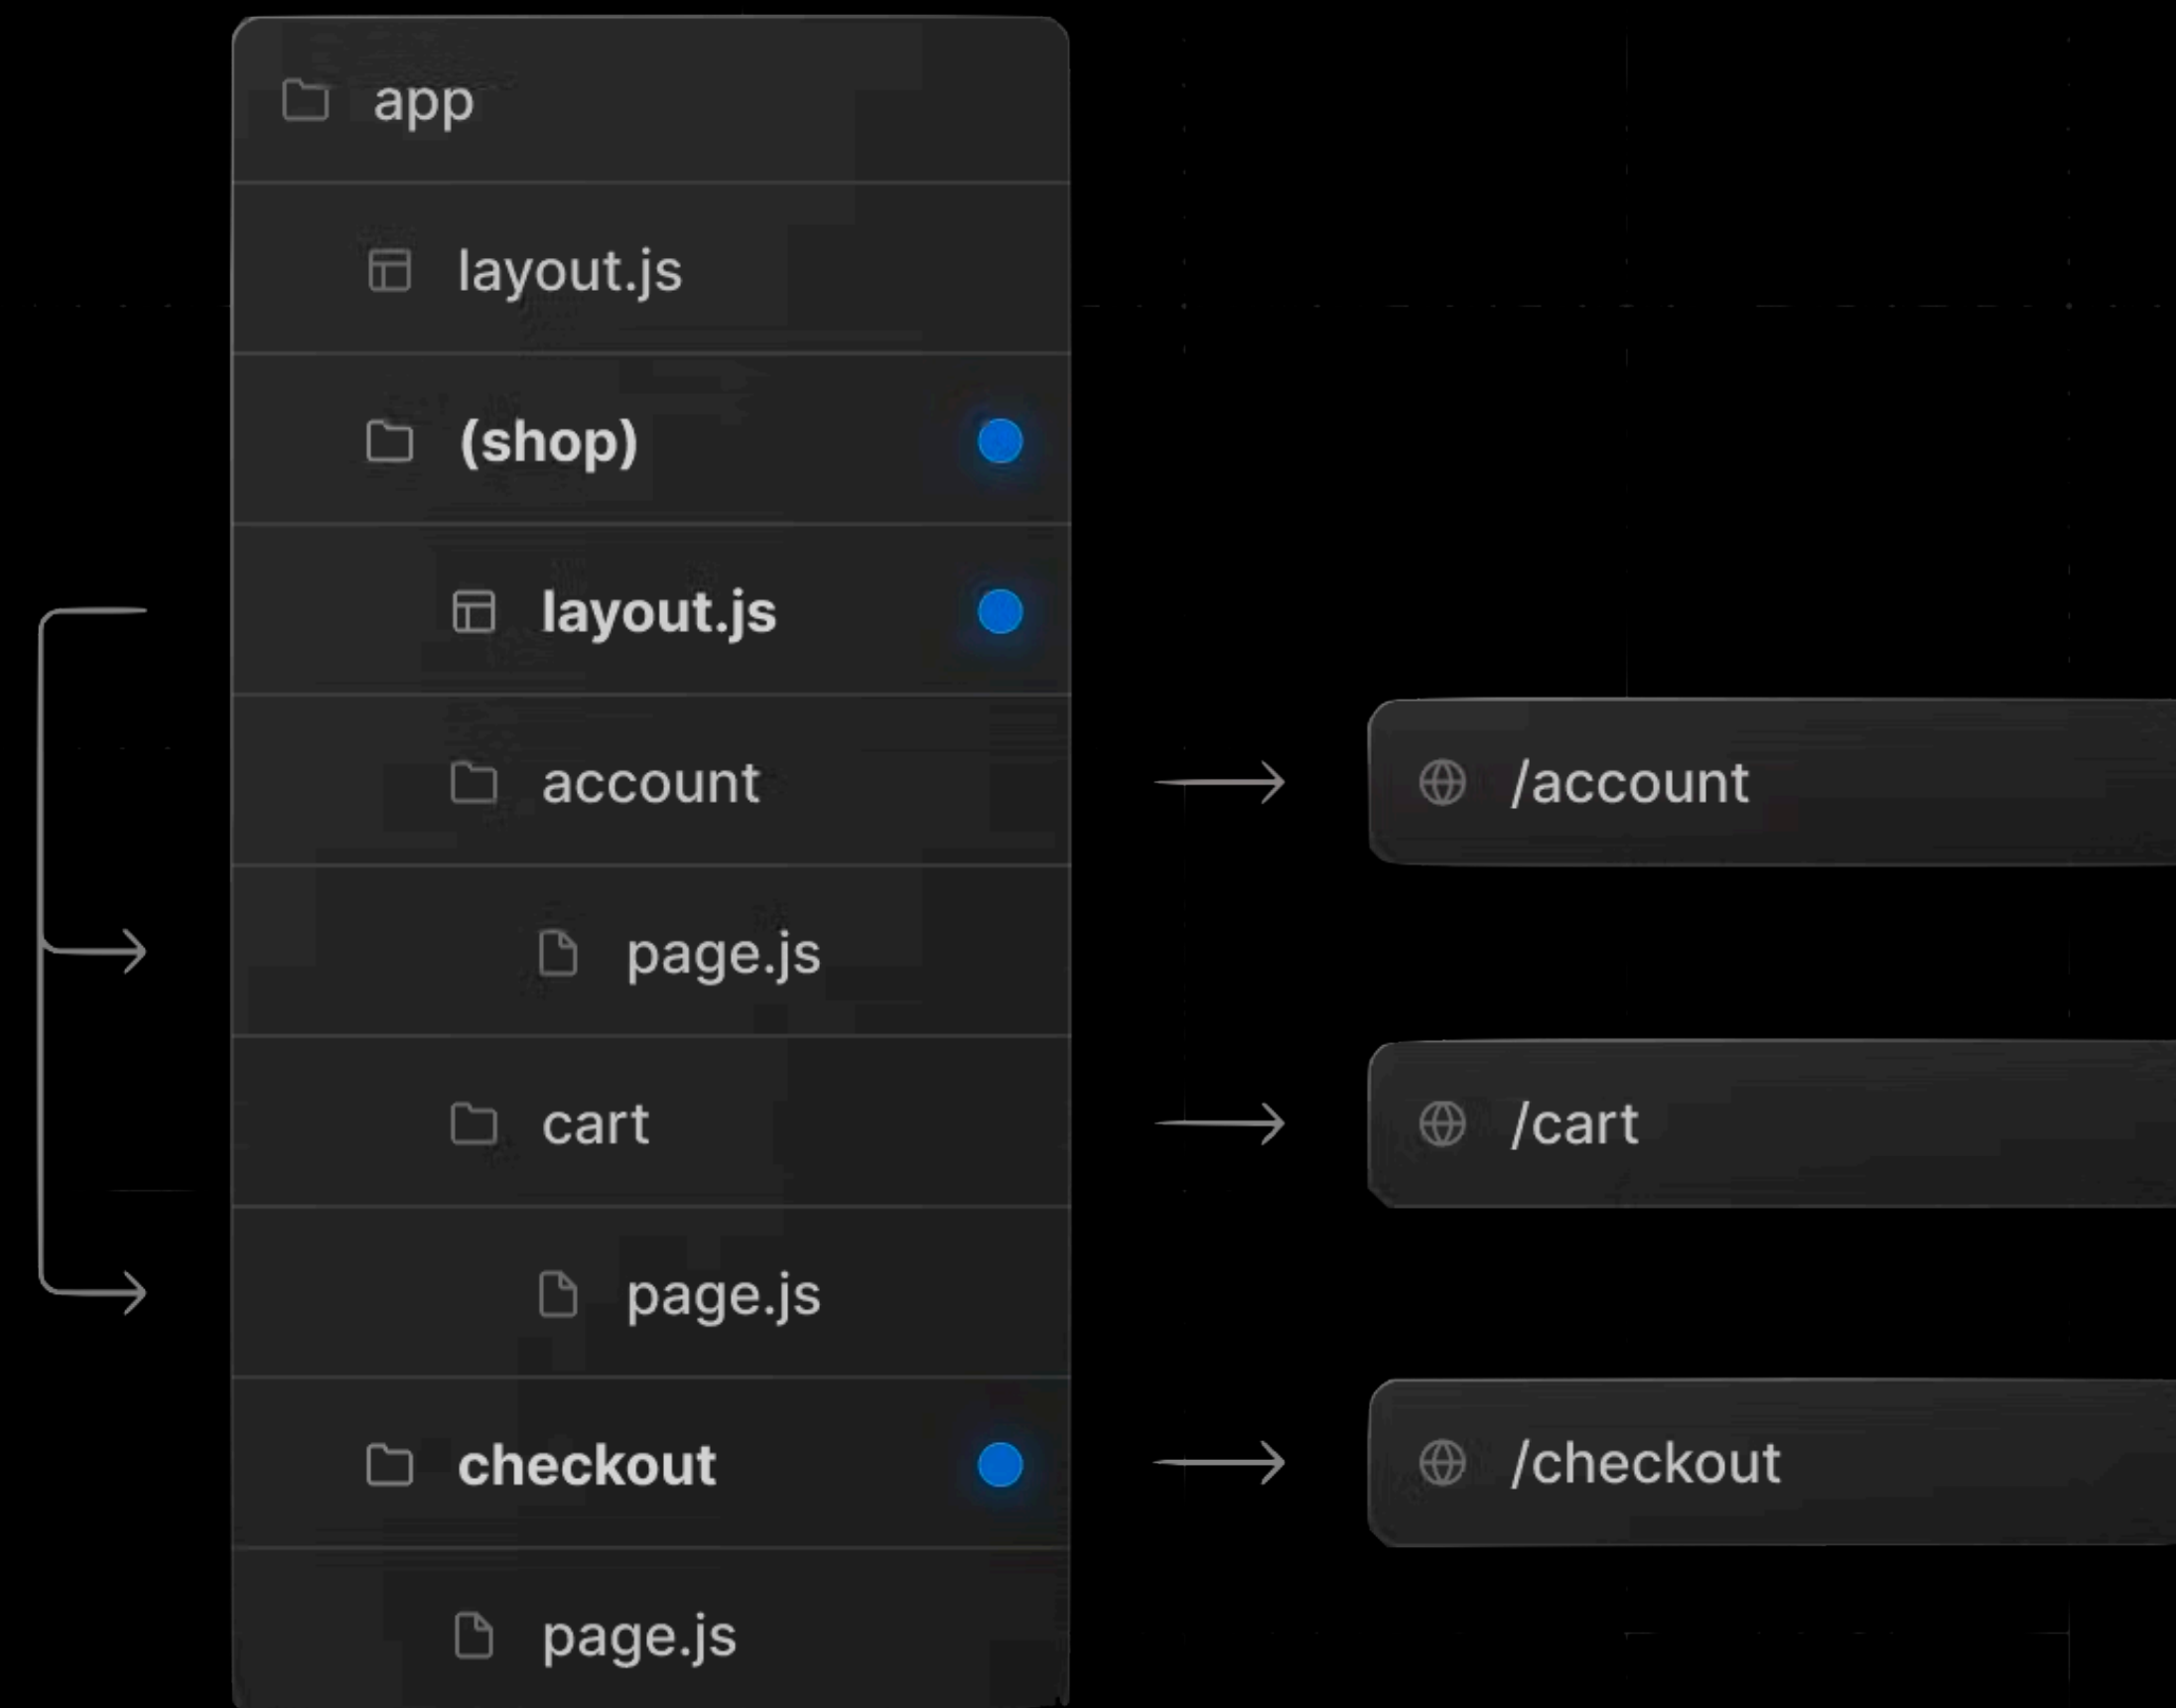 app
layout.js
(shop)
layout.js
account
/account
page.js
cart
/cart
page.js
checkout
/checkout
page.js